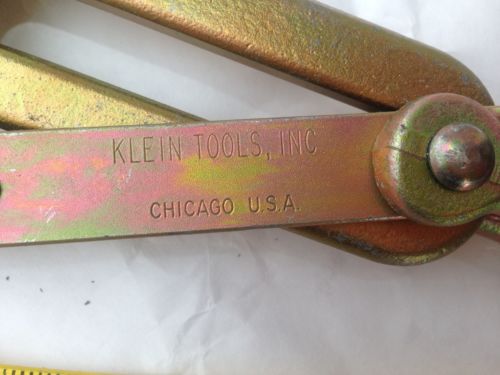 KLEIN TOOLS, INC
CHICAGO U.S.A.